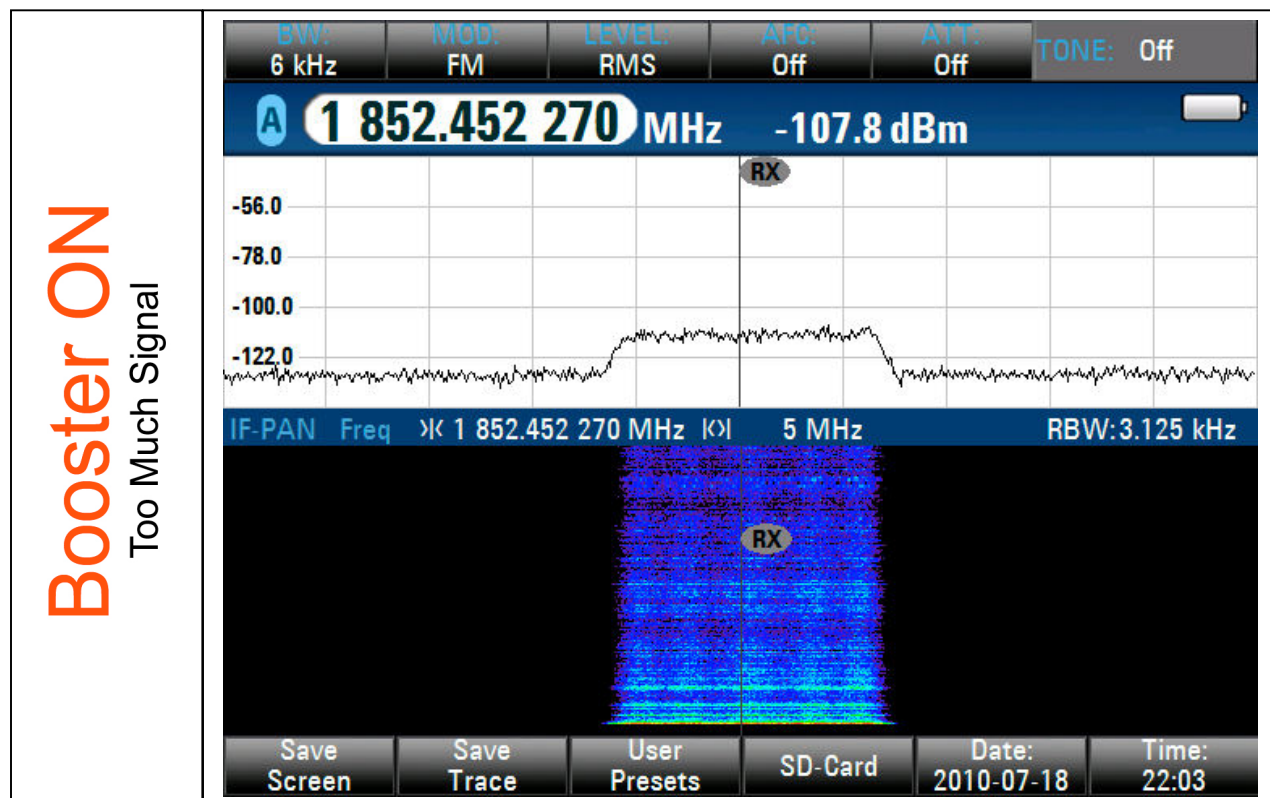 Booster ON
Too Much Signal
BW: MOD: LEVEL: AFC: ATT: TONE: Off
6 kHz FM RMS Off Off
A 1 852.452 270 MHz -107.8 dBm
RX
-56.0
-78.0
-100.0
-122.0
IF-PAN Freq 1 852.452 270 MHz 5 MHz RBW:3.125 kHz
RX
Save Save User SD-Card Date: Time:
Screen Trace Presets 2010-07-18 22:03